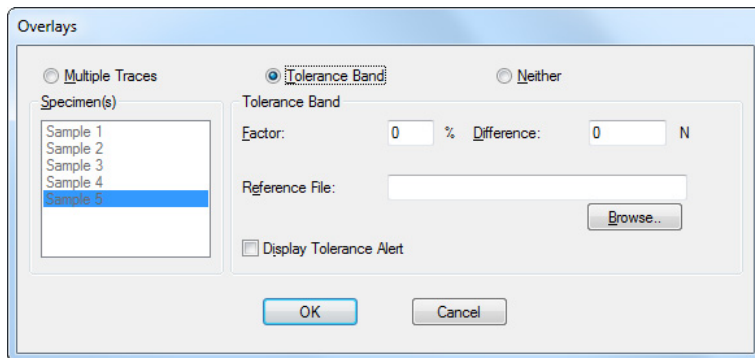 Overlays
Multiple Traces Tolerance Band Neither
Specimen(s) Tolerance Band
Sample 1
Sample 2
Sample 3
Sample 4
Sample 5
Factor: 0 % Difference: 0 N
Reference File:
Browse..
Display Tolerance Alert
OK Cancel